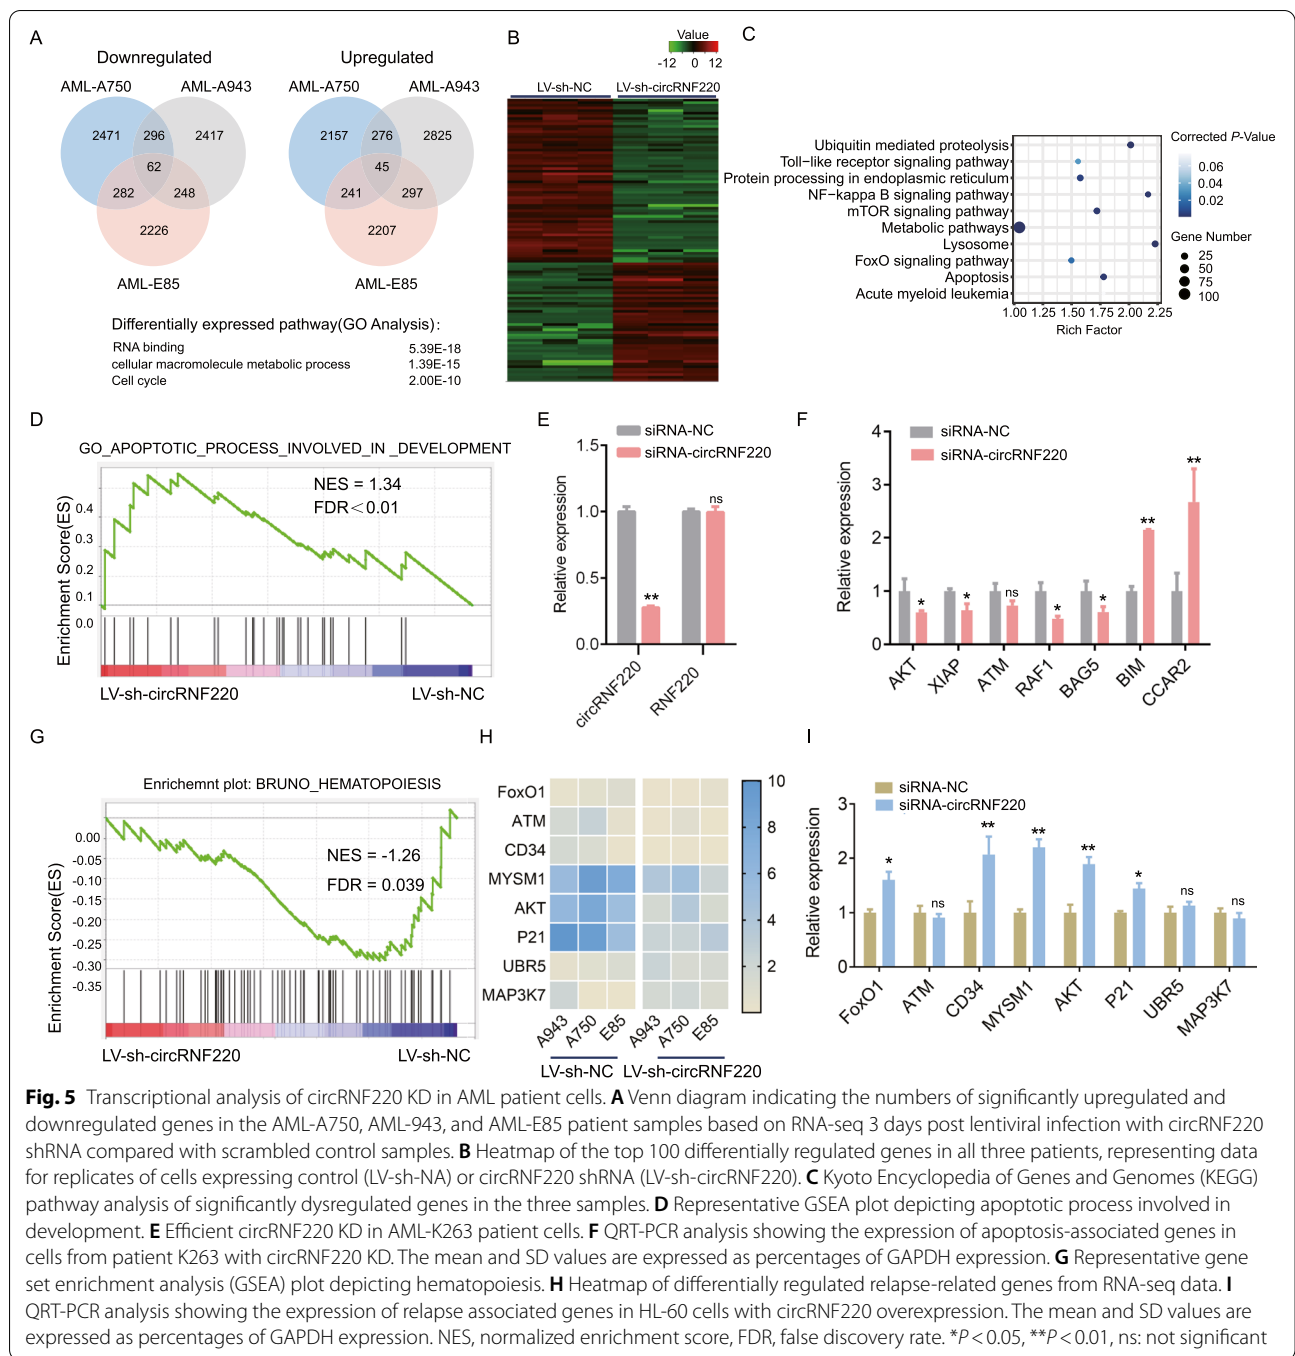 A
Downregulated
Upregulated
AML-A750
AML-A943
AML-A750
AML-A943
2471
296
2417
62
282
248
2226
AML-E85
2157
276
2825
45
241
297
2207
AML-E85
Differentially expressed pathway(GO Analysis):
RNA binding 5.39E-18
cellular macromolecule metabolic process 1.39E-15
Cell cycle 2.00E-10
B
Value
-12 12
LV-sh-NC LV-sh-circRNF220
C
Ubiquitin mediated proteolysis
Toll−like receptor signaling pathway
Protein processing in endoplasmic reticulum
NF−kappa B signaling pathway
mTOR signaling pathway
Metabolic pathways
Lysosome
FoxO signaling pathway
Apoptosis
Acute myeloid leukemia
1.00 1.25 1.50 1.75 2.00 2.25
Rich Factor
Corrected P-Value
0.06
0.04
0.02
Gene Number
25
50
75
100
D
GO_APOPTOTIC_PROCESS_INVOLVED_IN _DEVELOPMENT
NES = 1.34
FDR<0.01
Enrichment Score(ES)
0.4
0.3
0.2
0.1
0.0
LV-sh-circRNF220 LV-sh-NC
E
siRNA-NC
siRNA-circRNF220
Relative expression
1.5
1.0
0.5
0.0
**
ns
circRNF220
RNF220
F
siRNA-NC
siRNA-circRNF220
Relative expression
4
3
2
1
0
*
*
ns
*
*
**
**
AKT
XIAP
ATM
RAF1
BAG5
BIM
CCAR2
G
Enrichemnt plot: BRUNO_HEMATOPOIESIS
NES = -1.26
FDR = 0.039
Enrichment Score(ES)
0.00
-0.05
-0.10
-0.15
-0.20
-0.25
-0.30
-0.35
LV-sh-circRNF220 LV-sh-NC
H
FoxO1
ATM
CD34
MYSM1
AKT
P21
UBR5
MAP3K7
A943
A750
E85
A943
A750
E85
LV-sh-NC LV-sh-circRNF220
10
8
6
4
2
I
siRNA-NC
siRNA-circRNF220
Relative expression
3
2
1
0
*
ns
**
**
**
*
ns
ns
FoxO1
ATM
CD34
MYSM1
AKT
P21
UBR5
MAP3K7
Fig. 5 Transcriptional analysis of circRNF220 KD in AML patient cells. A Venn diagram indicating the numbers of significantly upregulated and
downregulated genes in the AML-A750, AML-943, and AML-E85 patient samples based on RNA-seq 3 days post lentiviral infection with circRNF220
shRNA compared with scrambled control samples. B Heatmap of the top 100 differentially regulated genes in all three patients, representing data
for replicates of cells expressing control (LV-sh-NA) or circRNF220 shRNA (LV-sh-circRNF220). C Kyoto Encyclopedia of Genes and Genomes (KEGG)
pathway analysis of significantly dysregulated genes in the three samples. D Representative GSEA plot depicting apoptotic process involved in
development. E Efficient circRNF220 KD in AML-K263 patient cells. F QRT-PCR analysis showing the expression of apoptosis-associated genes in
cells from patient K263 with circRNF220 KD. The mean and SD values are expressed as percentages of GAPDH expression. G Representative gene
set enrichment analysis (GSEA) plot depicting hematopoiesis. H Heatmap of differentially regulated relapse-related genes from RNA-seq data. I
QRT-PCR analysis showing the expression of relapse associated genes in HL-60 cells with circRNF220 overexpression. The mean and SD values are
expressed as percentages of GAPDH expression. NES, normalized enrichment score, FDR, false discovery rate. *P < 0.05, **P < 0.01, ns: not significant